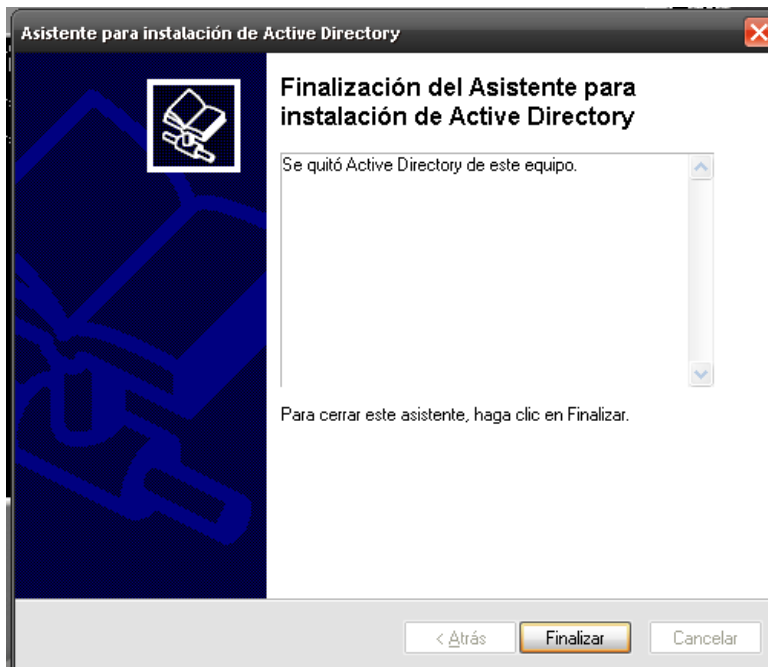 Asistente para instalación de Active Directory
Finalización del Asistente para
instalación de Active Directory
Se quitó Active Directory de este equipo.
Para cerrar este asistente, haga clic en Finalizar.
< Atrás
Finalizar
Cancelar